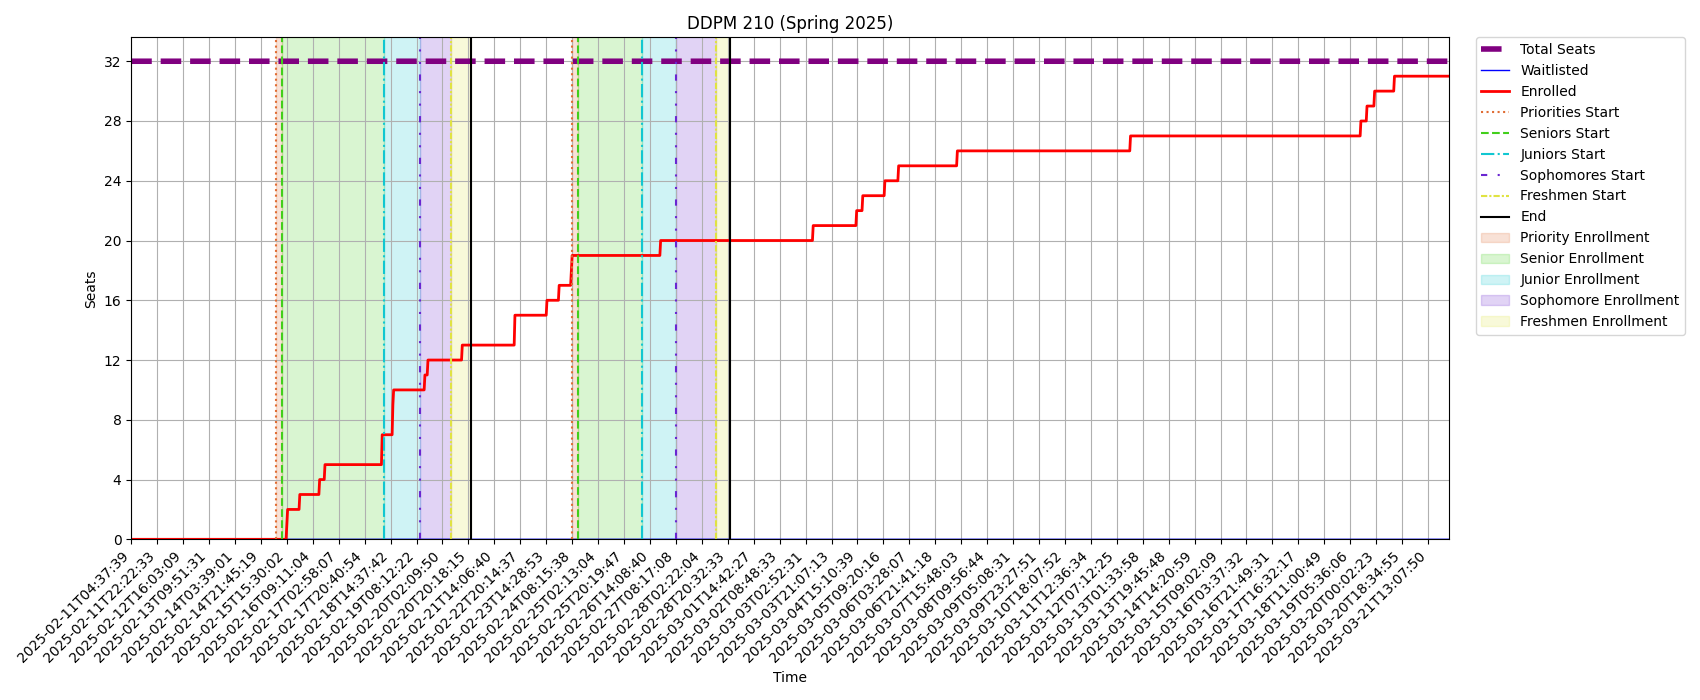 DDPM 210 (Spring 2025)
Seats
32
28
24
20
16
12
8
4
0
2025-02-11T04:37:39
2025-02-11T22:22:33
2025-02-12T16:03:09
2025-02-13T09:51:31
2025-02-14T03:39:01
2025-02-14T21:45:19
2025-02-15T15:30:02
2025-02-16T09:11:04
2025-02-17T02:58:07
2025-02-17T20:40:54
2025-02-18T14:37:42
2025-02-19T08:12:22
2025-02-20T02:09:50
2025-02-20T20:18:15
2025-02-21T14:06:40
2025-02-22T20:14:37
2025-02-23T14:28:53
2025-02-24T08:15:38
2025-02-25T02:13:04
2025-02-25T20:19:47
2025-02-26T14:08:40
2025-02-27T08:17:08
2025-02-28T02:22:04
2025-02-28T20:32:33
2025-03-01T14:42:27
2025-03-02T08:48:33
2025-03-03T02:52:31
2025-03-03T21:07:13
2025-03-04T15:10:39
2025-03-05T09:20:16
2025-03-06T03:28:07
2025-03-06T21:41:18
2025-03-07T15:48:03
2025-03-08T09:56:44
2025-03-09T05:08:31
2025-03-09T23:27:51
2025-03-10T18:07:52
2025-03-11T12:36:34
2025-03-12T07:12:25
2025-03-13T01:33:58
2025-03-13T19:45:48
2025-03-14T14:20:59
2025-03-15T09:02:09
2025-03-16T03:37:32
2025-03-16T21:49:31
2025-03-17T16:32:17
2025-03-18T11:00:49
2025-03-19T05:36:06
2025-03-20T00:02:23
2025-03-20T18:34:55
2025-03-21T13:07:50
Time
Total Seats
Waitlisted
Enrolled
Priorities Start
Seniors Start
Juniors Start
Sophomores Start
Freshmen Start
End
Priority Enrollment
Senior Enrollment
Junior Enrollment
Sophomore Enrollment
Freshmen Enrollment